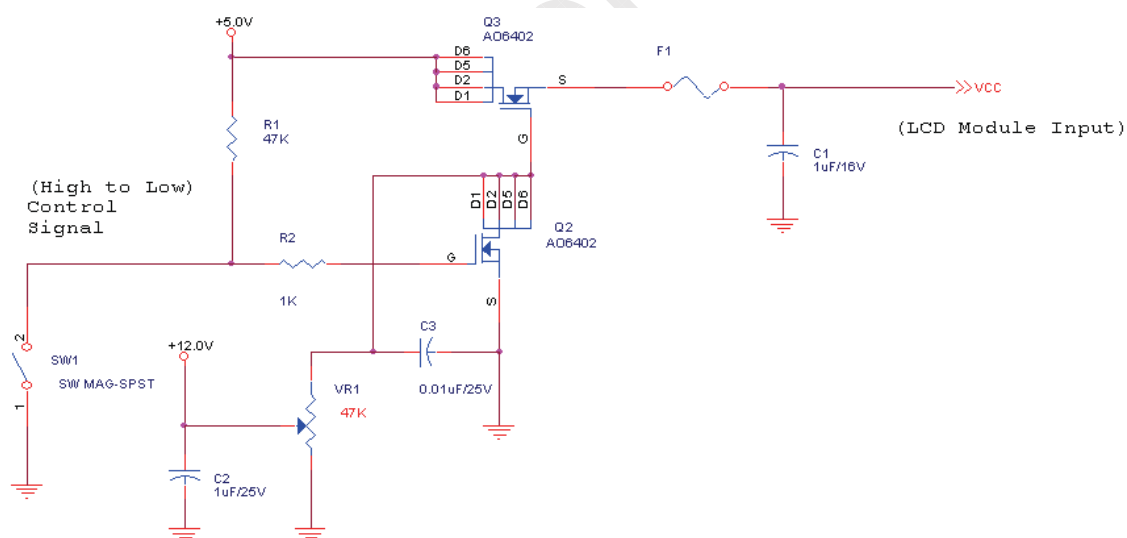 +5.0V
Q3
AO6402
D6
D5
D2
D1
S
G
F1
VCC
(LCD Module Input)
R1
47K
C1
1uF/16V
(High to Low)
Control
Signal
D1
D2
D5
D6
Q2
AO6402
R2
1K
G
S
SW1
SW MAG-SPST
2
1
+12.0V
C3
0.01uF/25V
VR1
47K
C2
1uF/25V